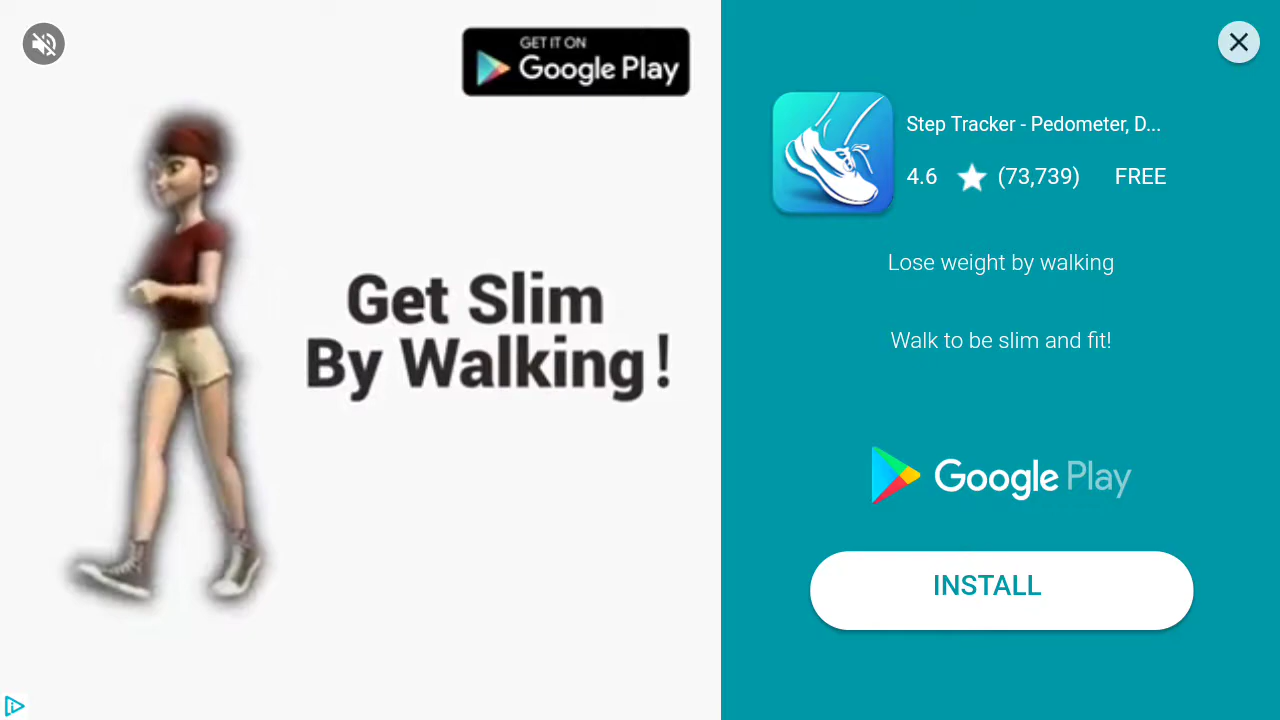 GET IT ON
Google Play
Get Slim
By Walking!
Step Tracker - Pedometer, D...
4.6 (73,739) FREE
Lose weight by walking
Walk to be slim and fit!
Google Play
INSTALL